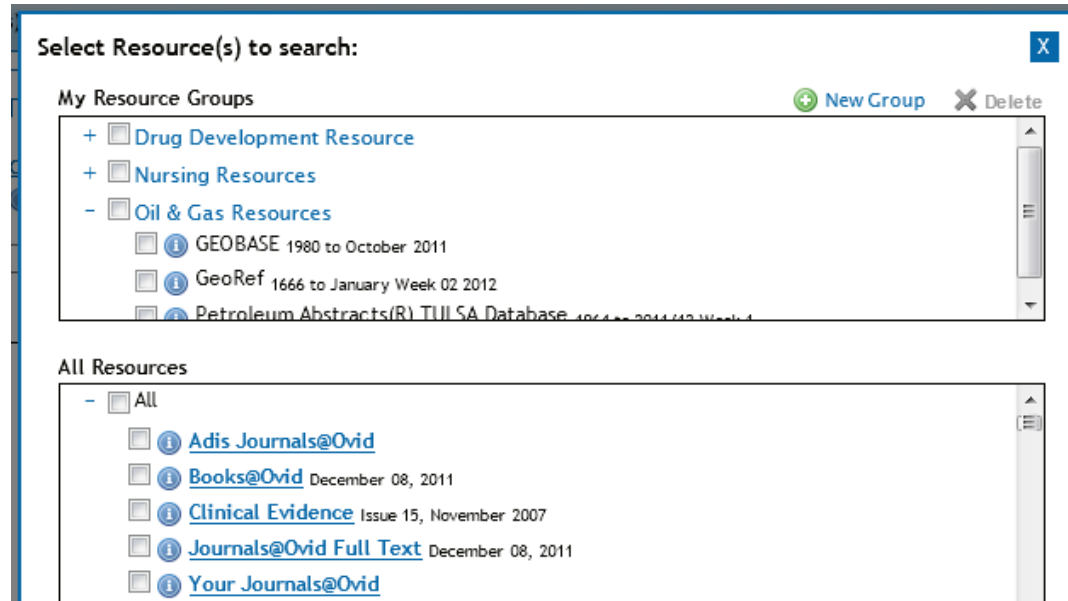 Select Resource(s) to search:
X
My Resource Groups
New Group
Delete
+ Drug Development Resource
+ Nursing Resources
- Oil & Gas Resources
GEOBASE 1980 to October 2011
GeoRef 1666 to January Week 02 2012
Petroleum Abstracts(R) TULSA Database
All Resources
- All
Adis Journals@Ovid
Books@Ovid December 08, 2011
Clinical Evidence Issue 15, November 2007
Journals@Ovid Full Text December 08, 2011
Your Journals@Ovid